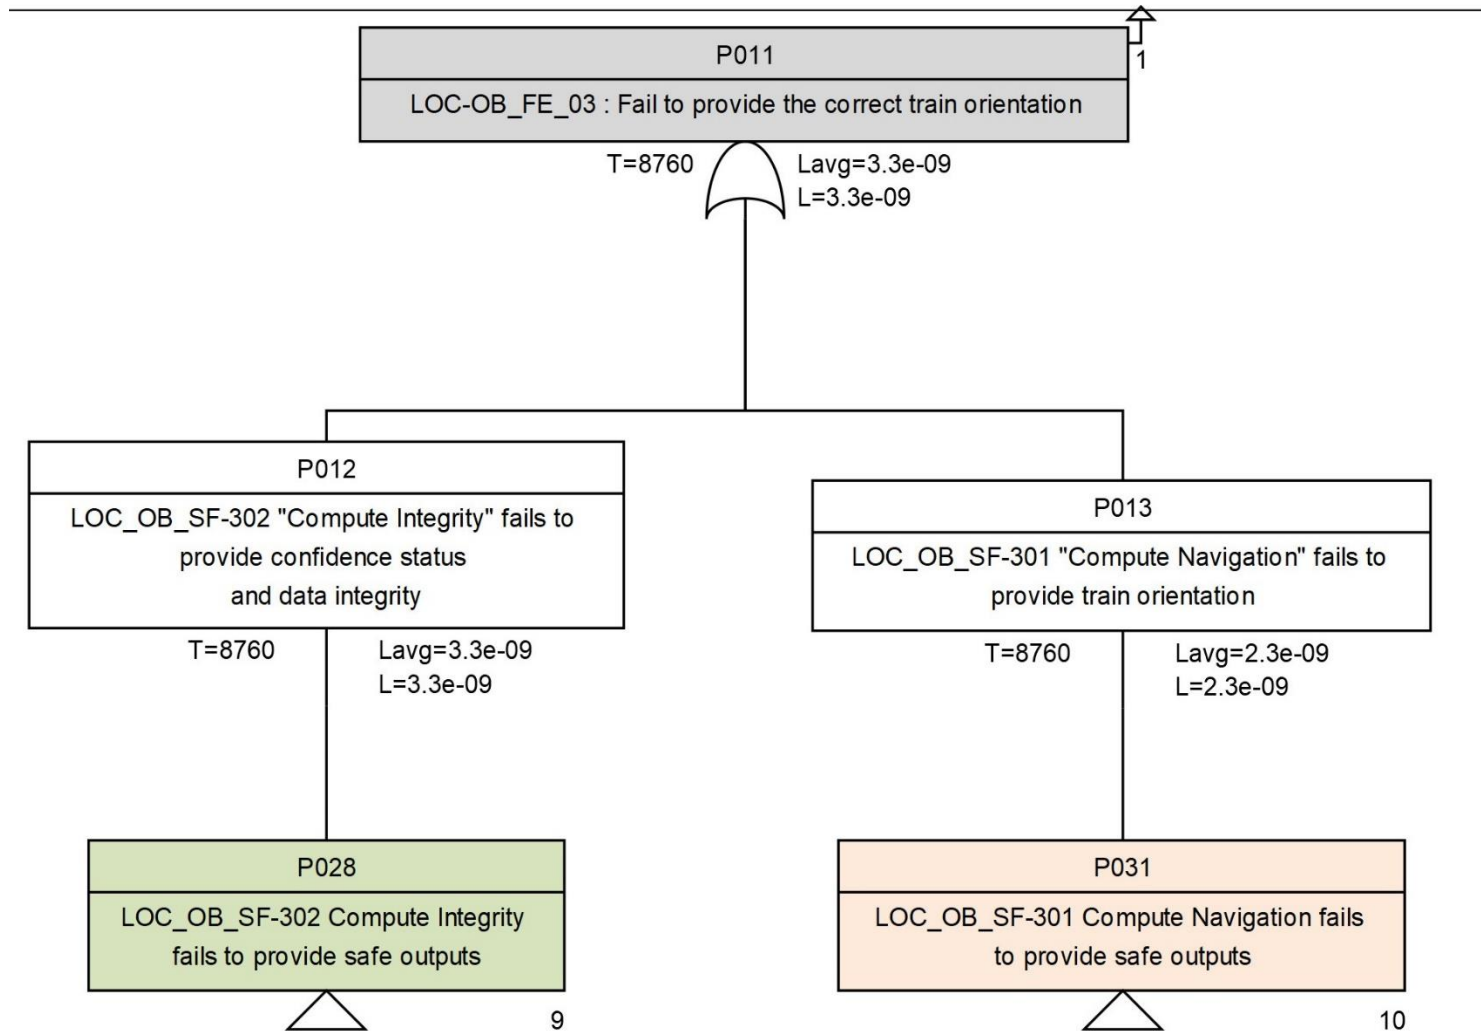 P011
1
LOC-OB_FE_03 : Fail to provide the correct train orientation
T=8760
Lavg=3.3e-09
L=3.3e-09
P012
LOC_OB_SF-302 "Compute Integrity" fails to
provide confidence status
and data integrity
T=8760
Lavg=3.3e-09
L=3.3e-09
P013
LOC_OB_SF-301 "Compute Navigation" fails to
provide train orientation
T=8760
Lavg=2.3e-09
L=2.3e-09
P028
LOC_OB_SF-302 Compute Integrity
fails to provide safe outputs
9
P031
LOC_OB_SF-301 Compute Navigation fails
to provide safe outputs
10